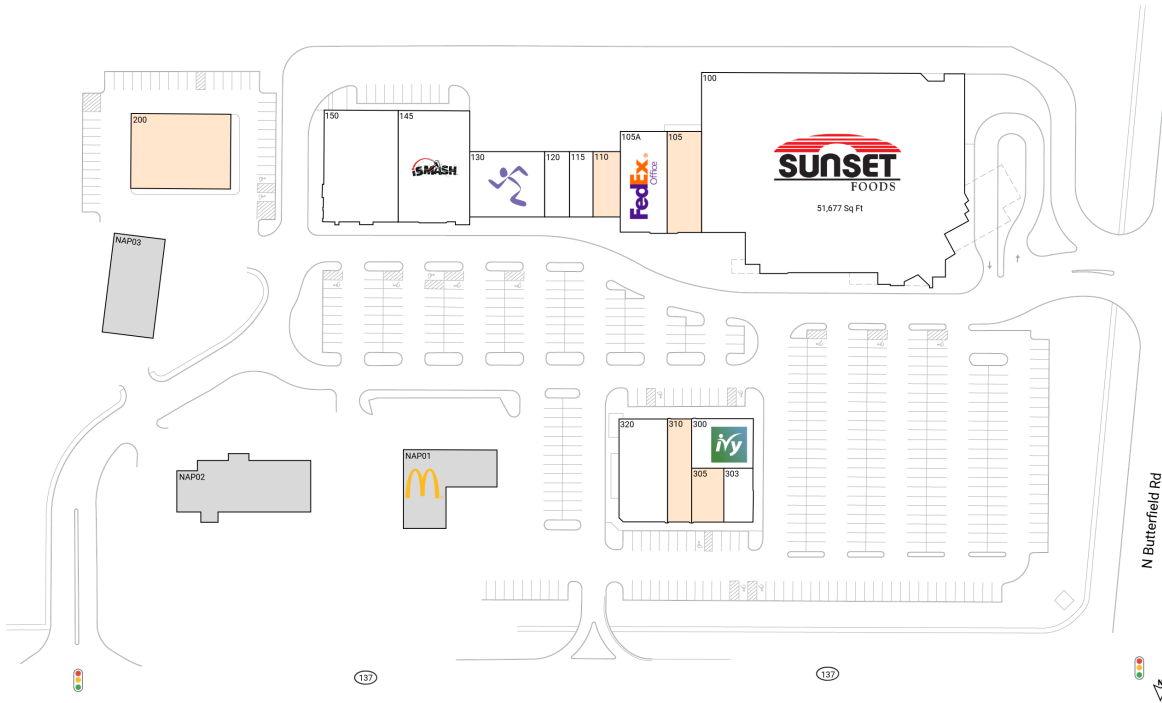 100
200
150
145
iSMASH
130
120
115
110
105A
FedEx®
Office
105
SUNSET
FOODS
51,677 Sq Ft
NAP03
320
310
300
ivy
305
303
NAP01
NAP02
N Butterfield Rd
137
137
N